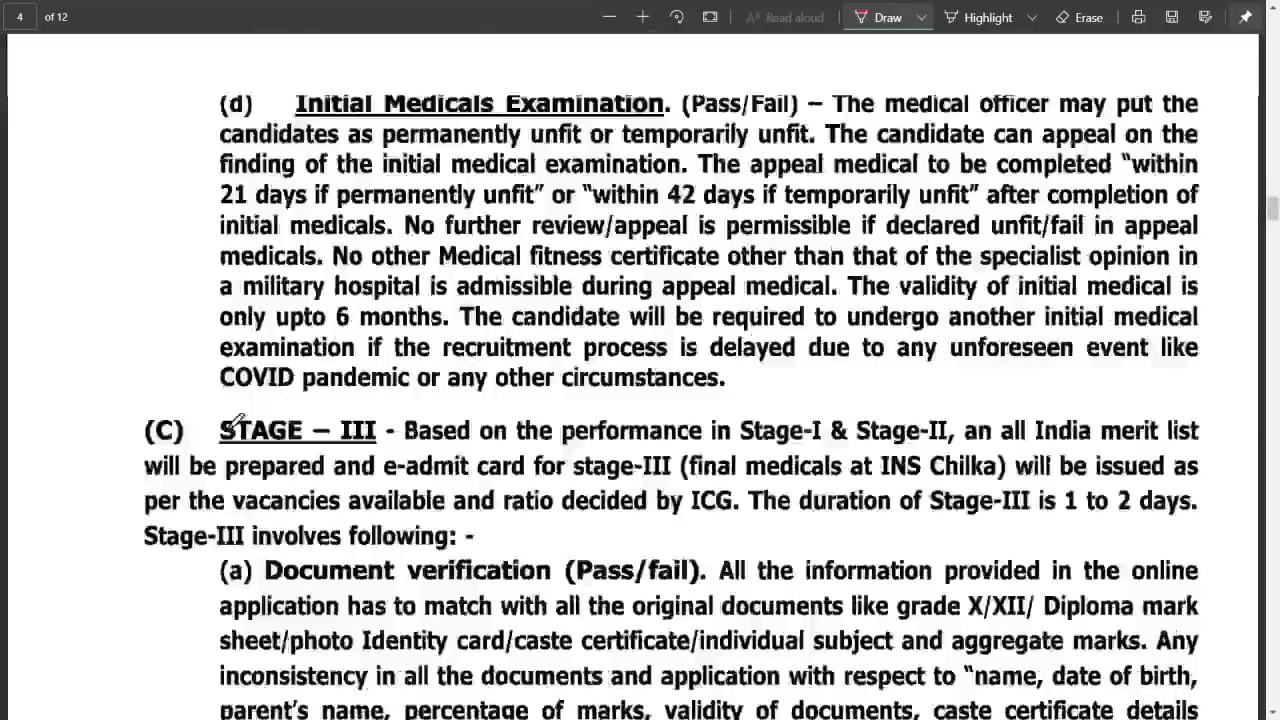 4 of 12
Read aloud
Draw
Highlight
Erase
(d) Initial Medicals Examination. (Pass/Fail) – The medical officer may put the
candidates as permanently unfit or temporarily unfit. The candidate can appeal on the
finding of the initial medical examination. The appeal medical to be completed “within
21 days if permanently unfit” or “within 42 days if temporarily unfit” after completion of
initial medicals. No further review/appeal is permissible if declared unfit/fail in appeal
medicals. No other Medical fitness certificate other than that of the specialist opinion in
a military hospital is admissible during appeal medical. The validity of initial medical is
only upto 6 months. The candidate will be required to undergo another initial medical
examination if the recruitment process is delayed due to any unforeseen event like
COVID pandemic or any other circumstances.
(C) STAGE – III - Based on the performance in Stage-I & Stage-II, an all India merit list
will be prepared and e-admit card for stage-III (final medicals at INS Chilka) will be issued as
per the vacancies available and ratio decided by ICG. The duration of Stage-III is 1 to 2 days.
Stage-III involves following: -
(a) Document verification (Pass/fail). All the information provided in the online
application has to match with all the original documents like grade X/XII/ Diploma mark
sheet/photo Identity card/caste certificate/individual subject and aggregate marks. Any
inconsistency in all the documents and application with respect to “name, date of birth,
parent’s name, percentage of marks, validity of documents, caste certificate details